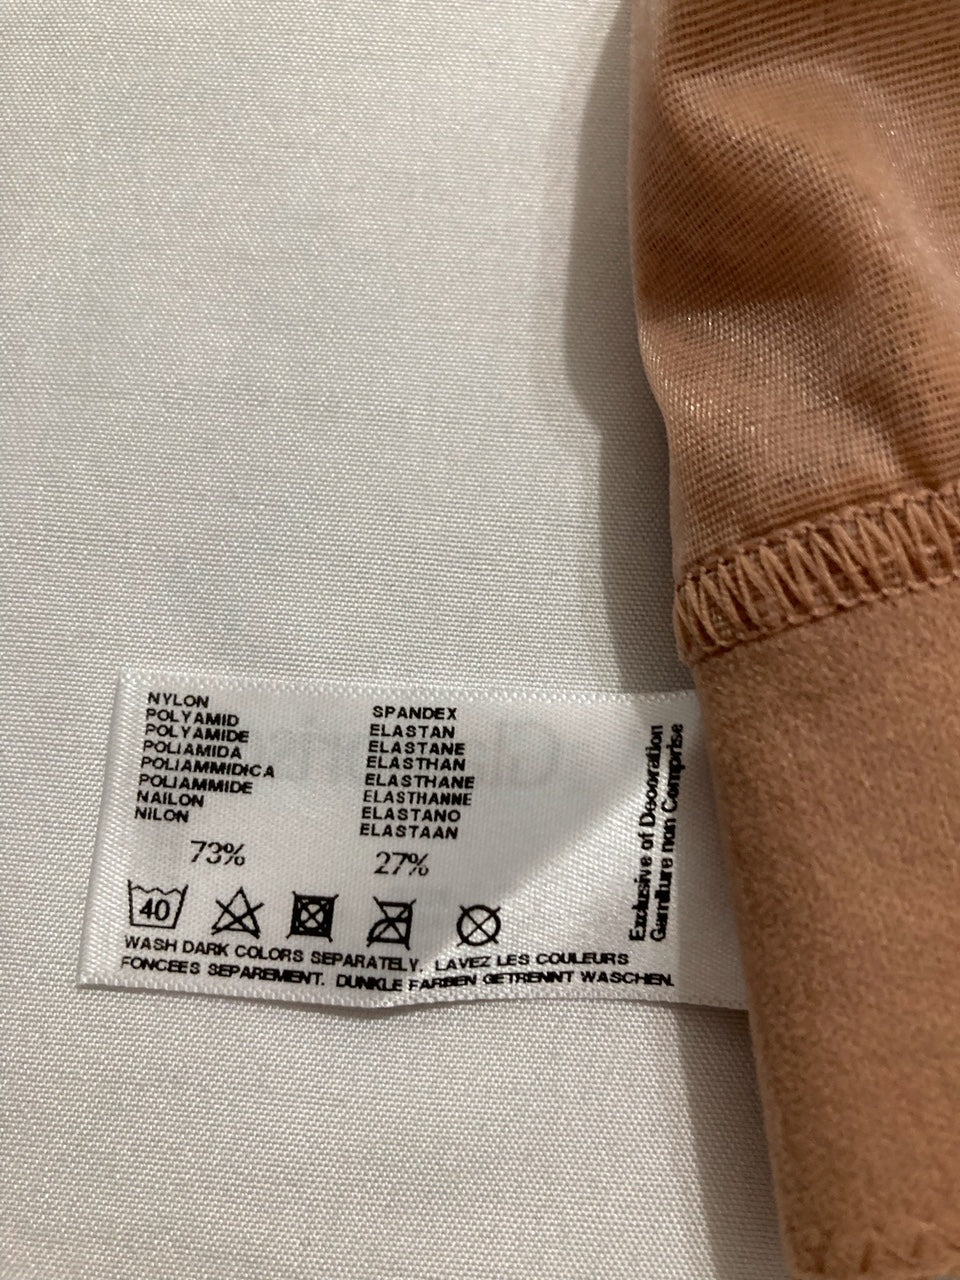 NYLON
POLYAMID
POLYAMIDE
POLIAMIDA
POLIAMMIDICA
POLIAMMIDE
NAILON
NILON
73%
SPANDEX
ELASTAN
ELASTANE
ELASTHAN
ELASTHANE
ELASTHANNE
ELASTANO
ELASTAAN
27%
40
WASH DARK COLORS SEPARATELY. LAVEZ LES COULEURS
FONCEES SEPAREMENT. DUNKLE FARBEN GETRENNT WASCHEN.
Exclusive of Decoration
Garniture non Comprise